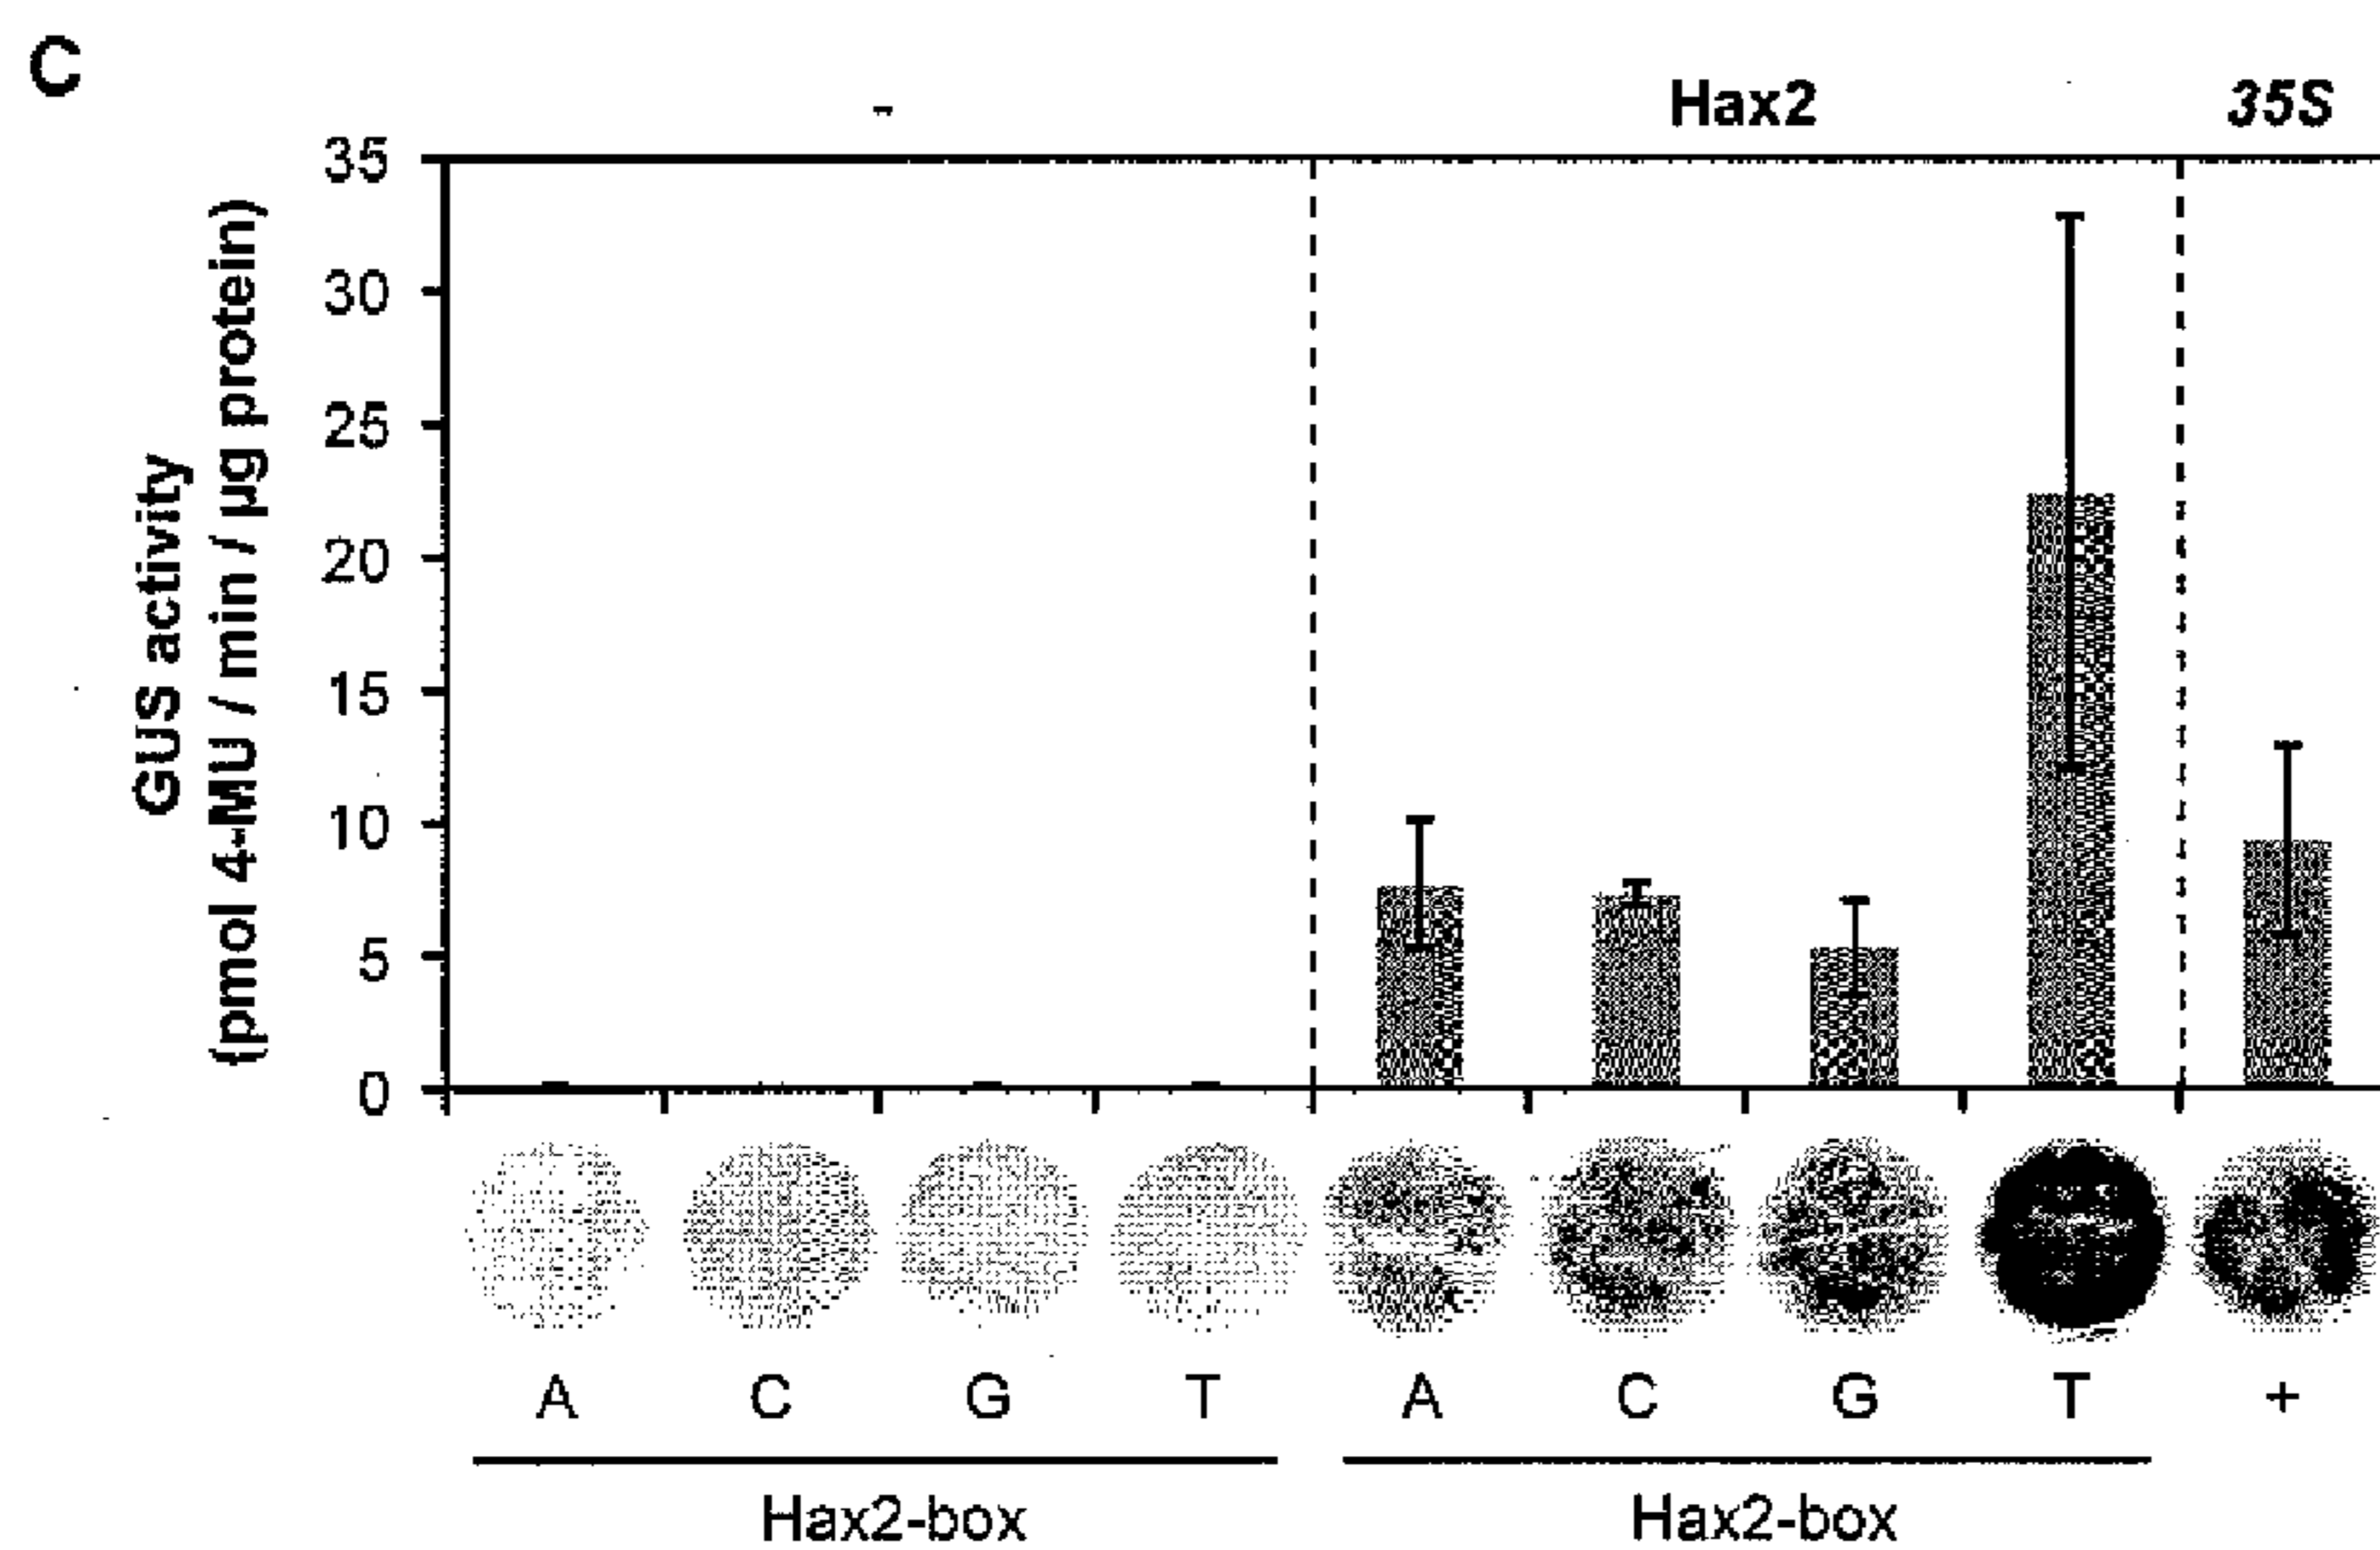 C
- Hax2 35S
GUS activity
(pmol 4-MU / min / µg protein)
35
30
25
20
15
10
5
0
A C G T A C G T +
Hax2-box Hax2-box